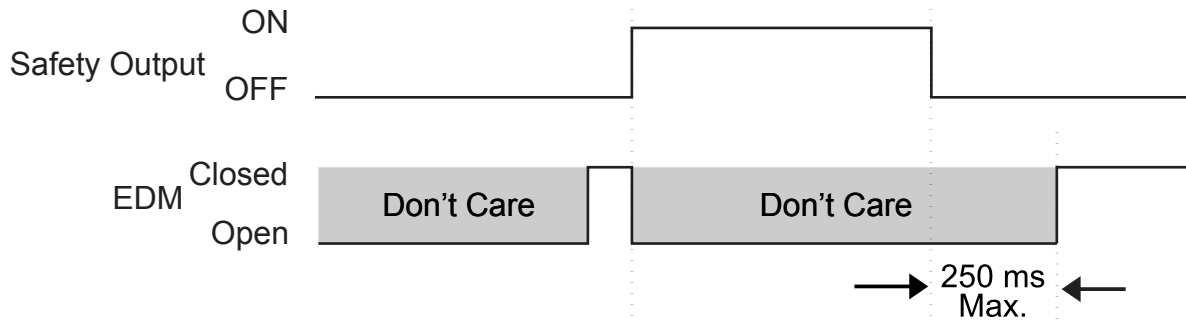 ON
Safety Output
OFF
Closed
EDM
Open
Don't Care
Don't Care
250 ms
Max.